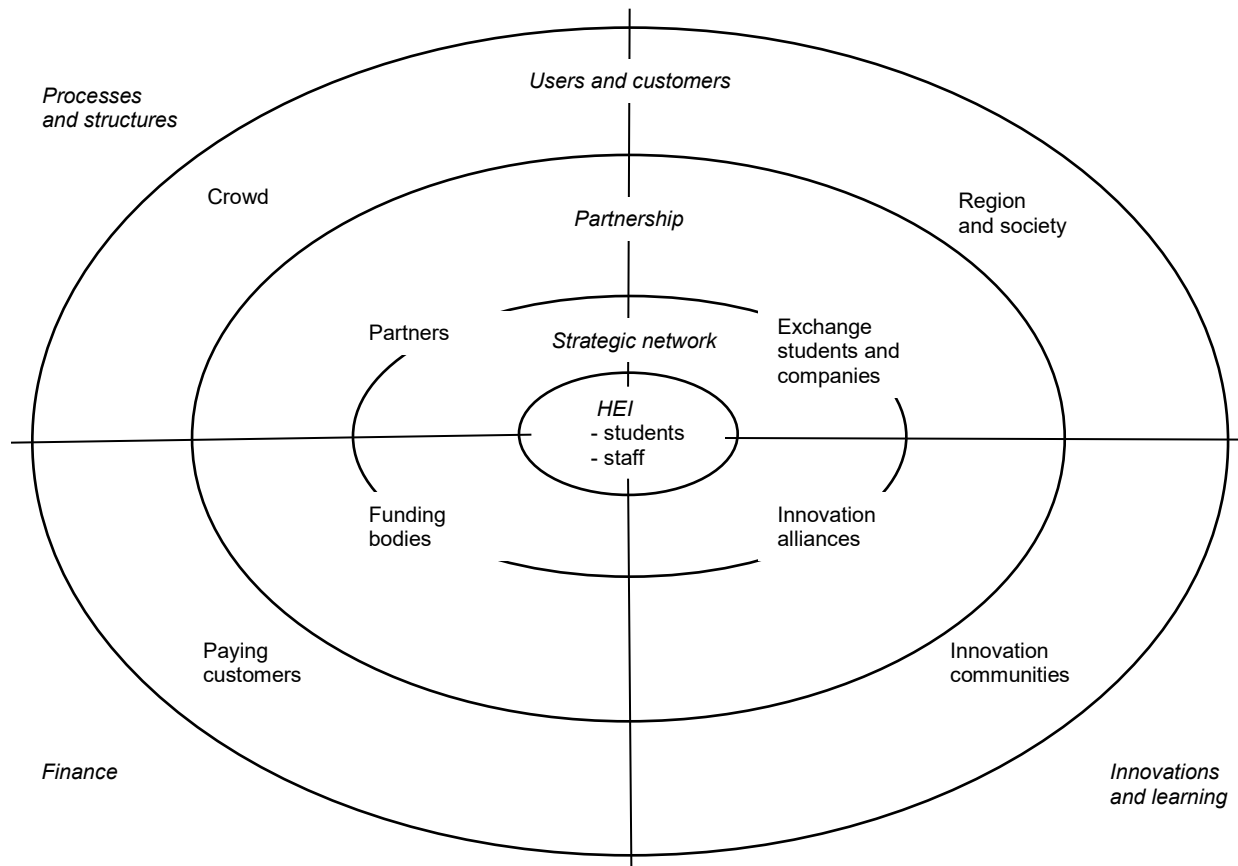 Users and customers
Processes
and structures
Crowd
Region
and society
Partnership
Partners
Strategic network
Exchange
students and
companies
HEI
- students
- staff
Funding
bodies
Innovation
alliances
Paying
customers
Innovation
communities
Finance
Innovations
and learning